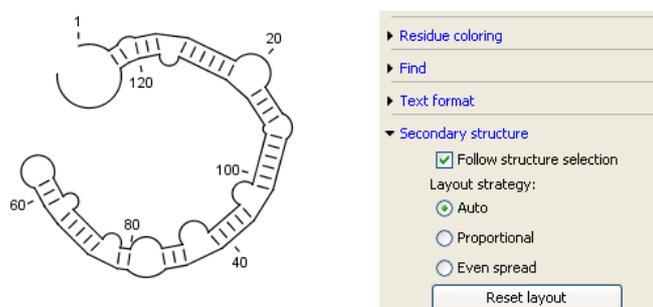 1
20
120
100
60
80
40
Residue coloring
Find
Text format
Secondary structure
Follow structure selection
Layout strategy:
Auto
Proportional
Even spread
Reset layout